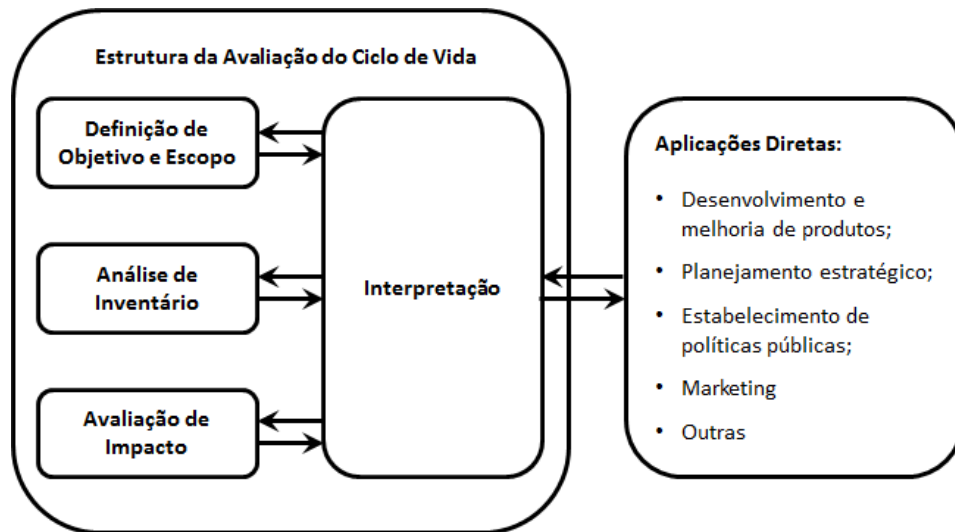 Estrutura da Avaliação do Ciclo de Vida
Definição de
Objetivo e Escopo
Análise de
Inventário
Avaliação de
Impacto
Interpretação
Aplicações Diretas:
• Desenvolvimento e
melhoria de produtos;
• Planejamento estratégico;
• Estabelecimento de
políticas públicas;
• Marketing
• Outras